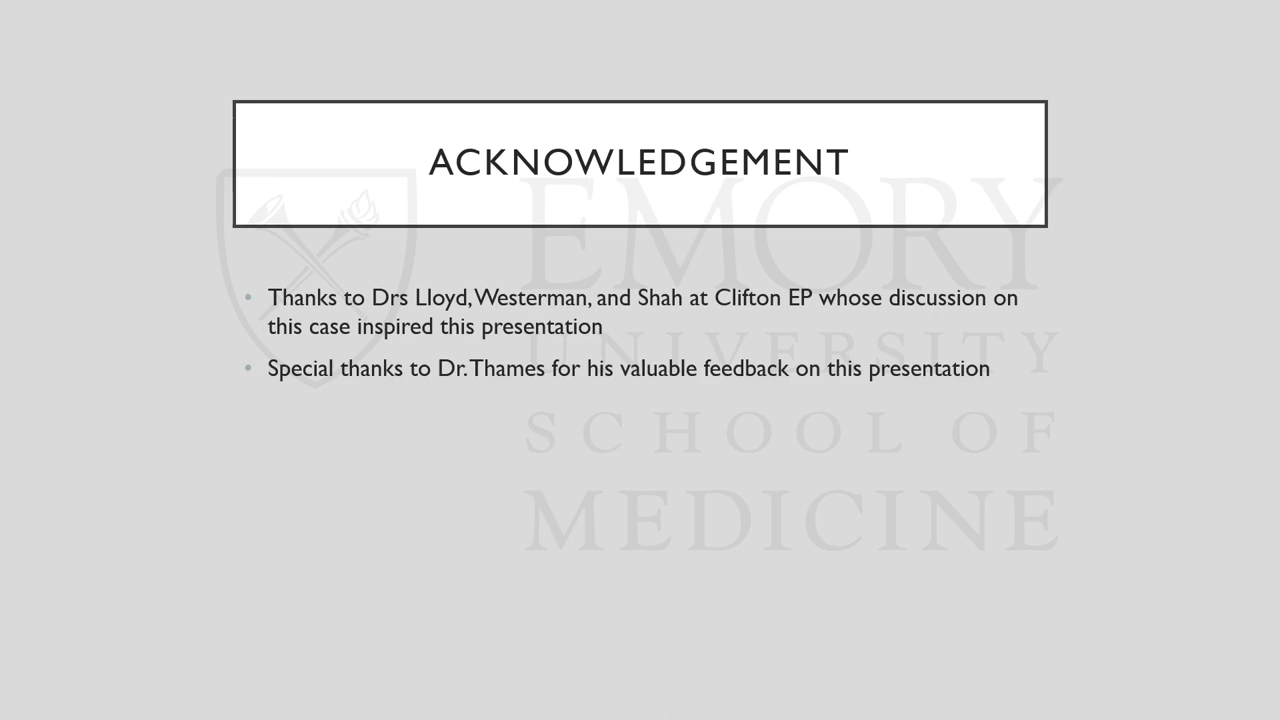 ACKNOWLEDGEMENT
• Thanks to Drs Lloyd, Westerman, and Shah at Clifton EP whose discussion on
this case inspired this presentation
• Special thanks to Dr. Thames for his valuable feedback on this presentation
EMORY
UNIVERSITY
SCHOOL OF
MEDICINE